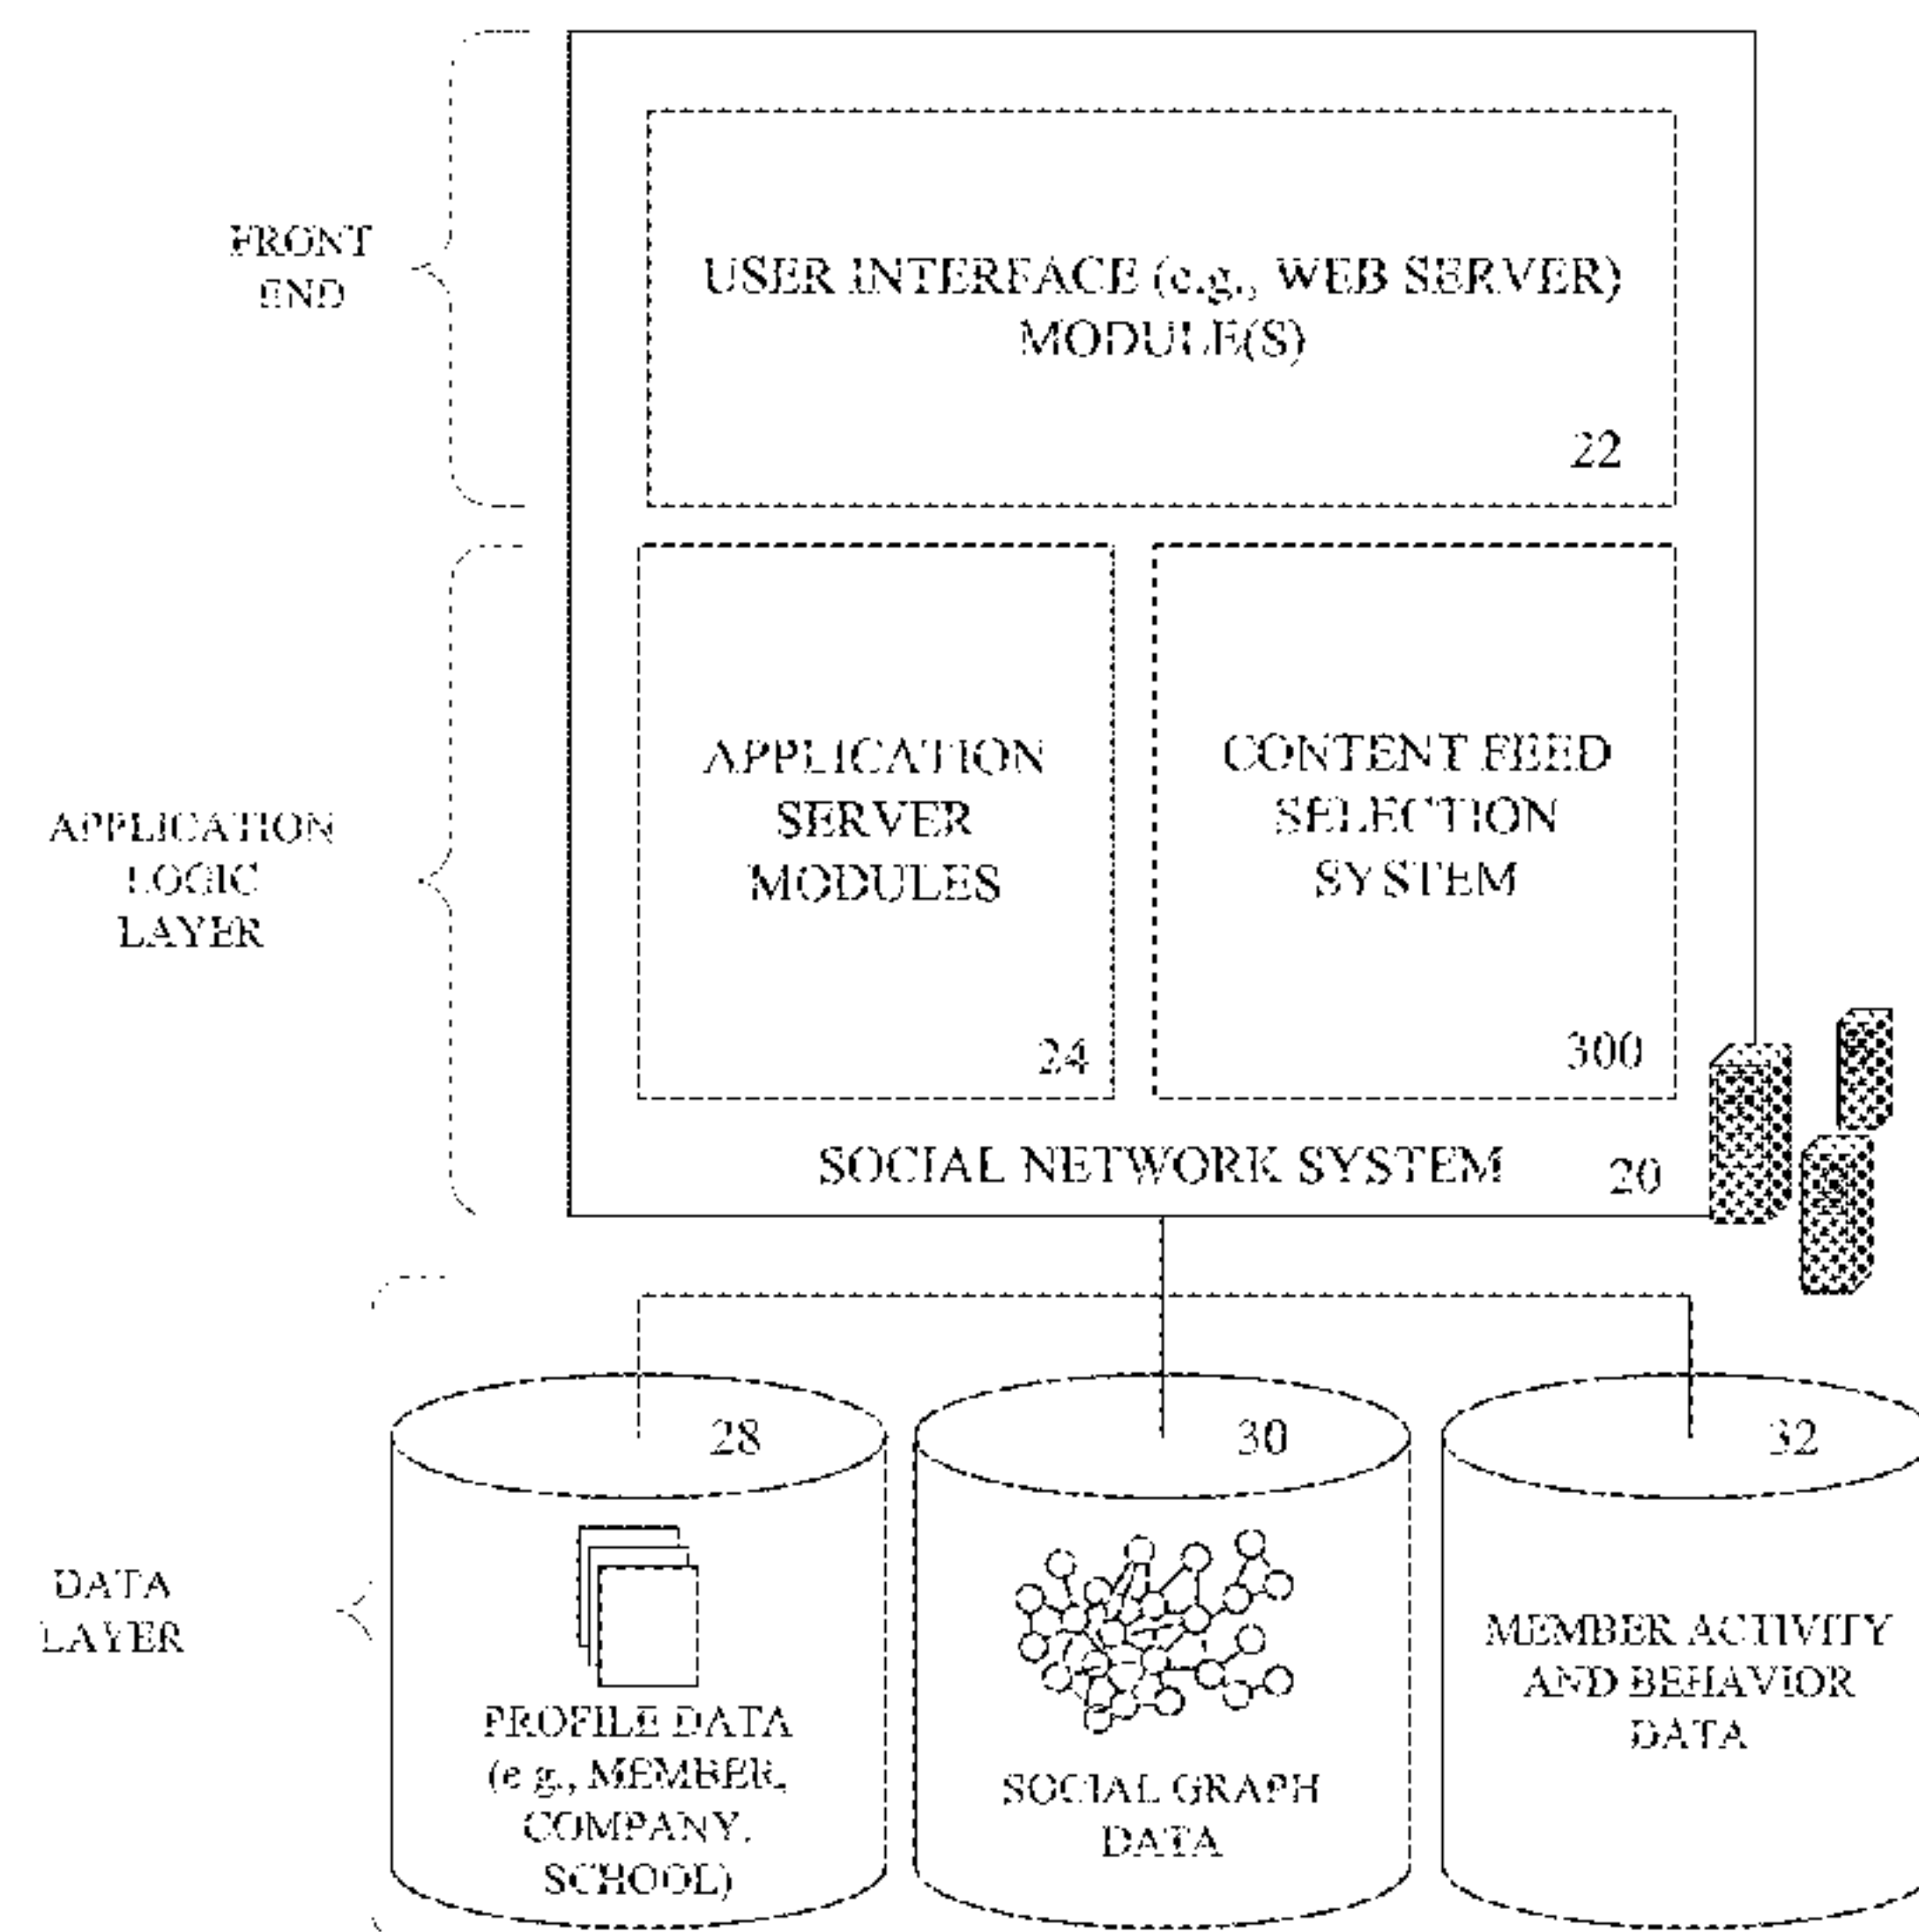 FRONT
END
USER INTERFACE (e.g., WEB SERVER)
MODULE(S)
22
APPLICATION
LOGIC
LAYER
APPLICATION
SERVER
MODULES
24
CONTENT FEED
SELECTION
SYSTEM
300
SOCIAL NETWORK SYSTEM 20
DATA
LAYER
28
PROFILE DATA
(e.g., MEMBER,
COMPANY,
SCHOOL)
30
SOCIAL GRAPH
DATA
32
MEMBER ACTIVITY
AND BEHAVIOR
DATA